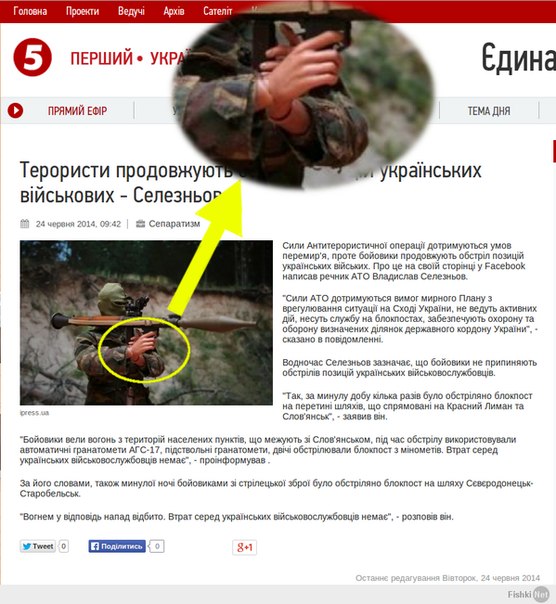 Головна Проекти Ведучі Архів Сателіт
5 ПЕРШИЙ • УКРАЇ
Єдина
ПРЯМИЙ ЕФІР
ТЕМА ДНЯ
Терористи продовжують українських
військових - Селезньов
24 червня 2014, 09:42 Сепаратизм
Сили Антитерористичної операції дотримуються умов
перемир'я, проте бойовики продовжують обстріл позицій
українських війських. Про це на своїй сторінці у Facebook
написав речник АТО Владислав Селезньов.
"Сили АТО дотримуються вимог мирного Плану з
врегулювання ситуації на Сході України, не ведуть активних
дій, несуть службу на блокпостах, забезпечують охорону та
оборону визначених ділянок державного кордону України", -
сказано в повідомленні.
Водночас Селезньов зазначає, що бойовики не припиняють
обстрілів позицій українських військовослужбовців.
"Так, за минулу добу кілька разів було обстріляно блокпост
на перетині шляхів, що спрямовані на Красний Лиман та
Слов'янськ", - заявив він.
ipress.ua
"Бойовики вели вогонь з територій населених пунктів, що межують зі Слов'янськом, під час обстрілу використовували
автоматичні гранатомети АГС-17, підствольні гранатомети, двічі обстрілювали блокпост з мінометів. Втрат серед
українських військовослужбовців немає", - проінформував .
За його словами, також минулої ночі бойовиками зі стрілецької зброї було обстріляно блокпост на шляху Сєвєродонецьк-
Старобельськ.
"Вогнем у відповідь напад відбито. Втрат серед українських військовослужбовців немає", - розповів він.
Tweet 0 Поділитись 0 g+1
Останнє редагування Вівторок, 24 червня 2014
Fishki Net